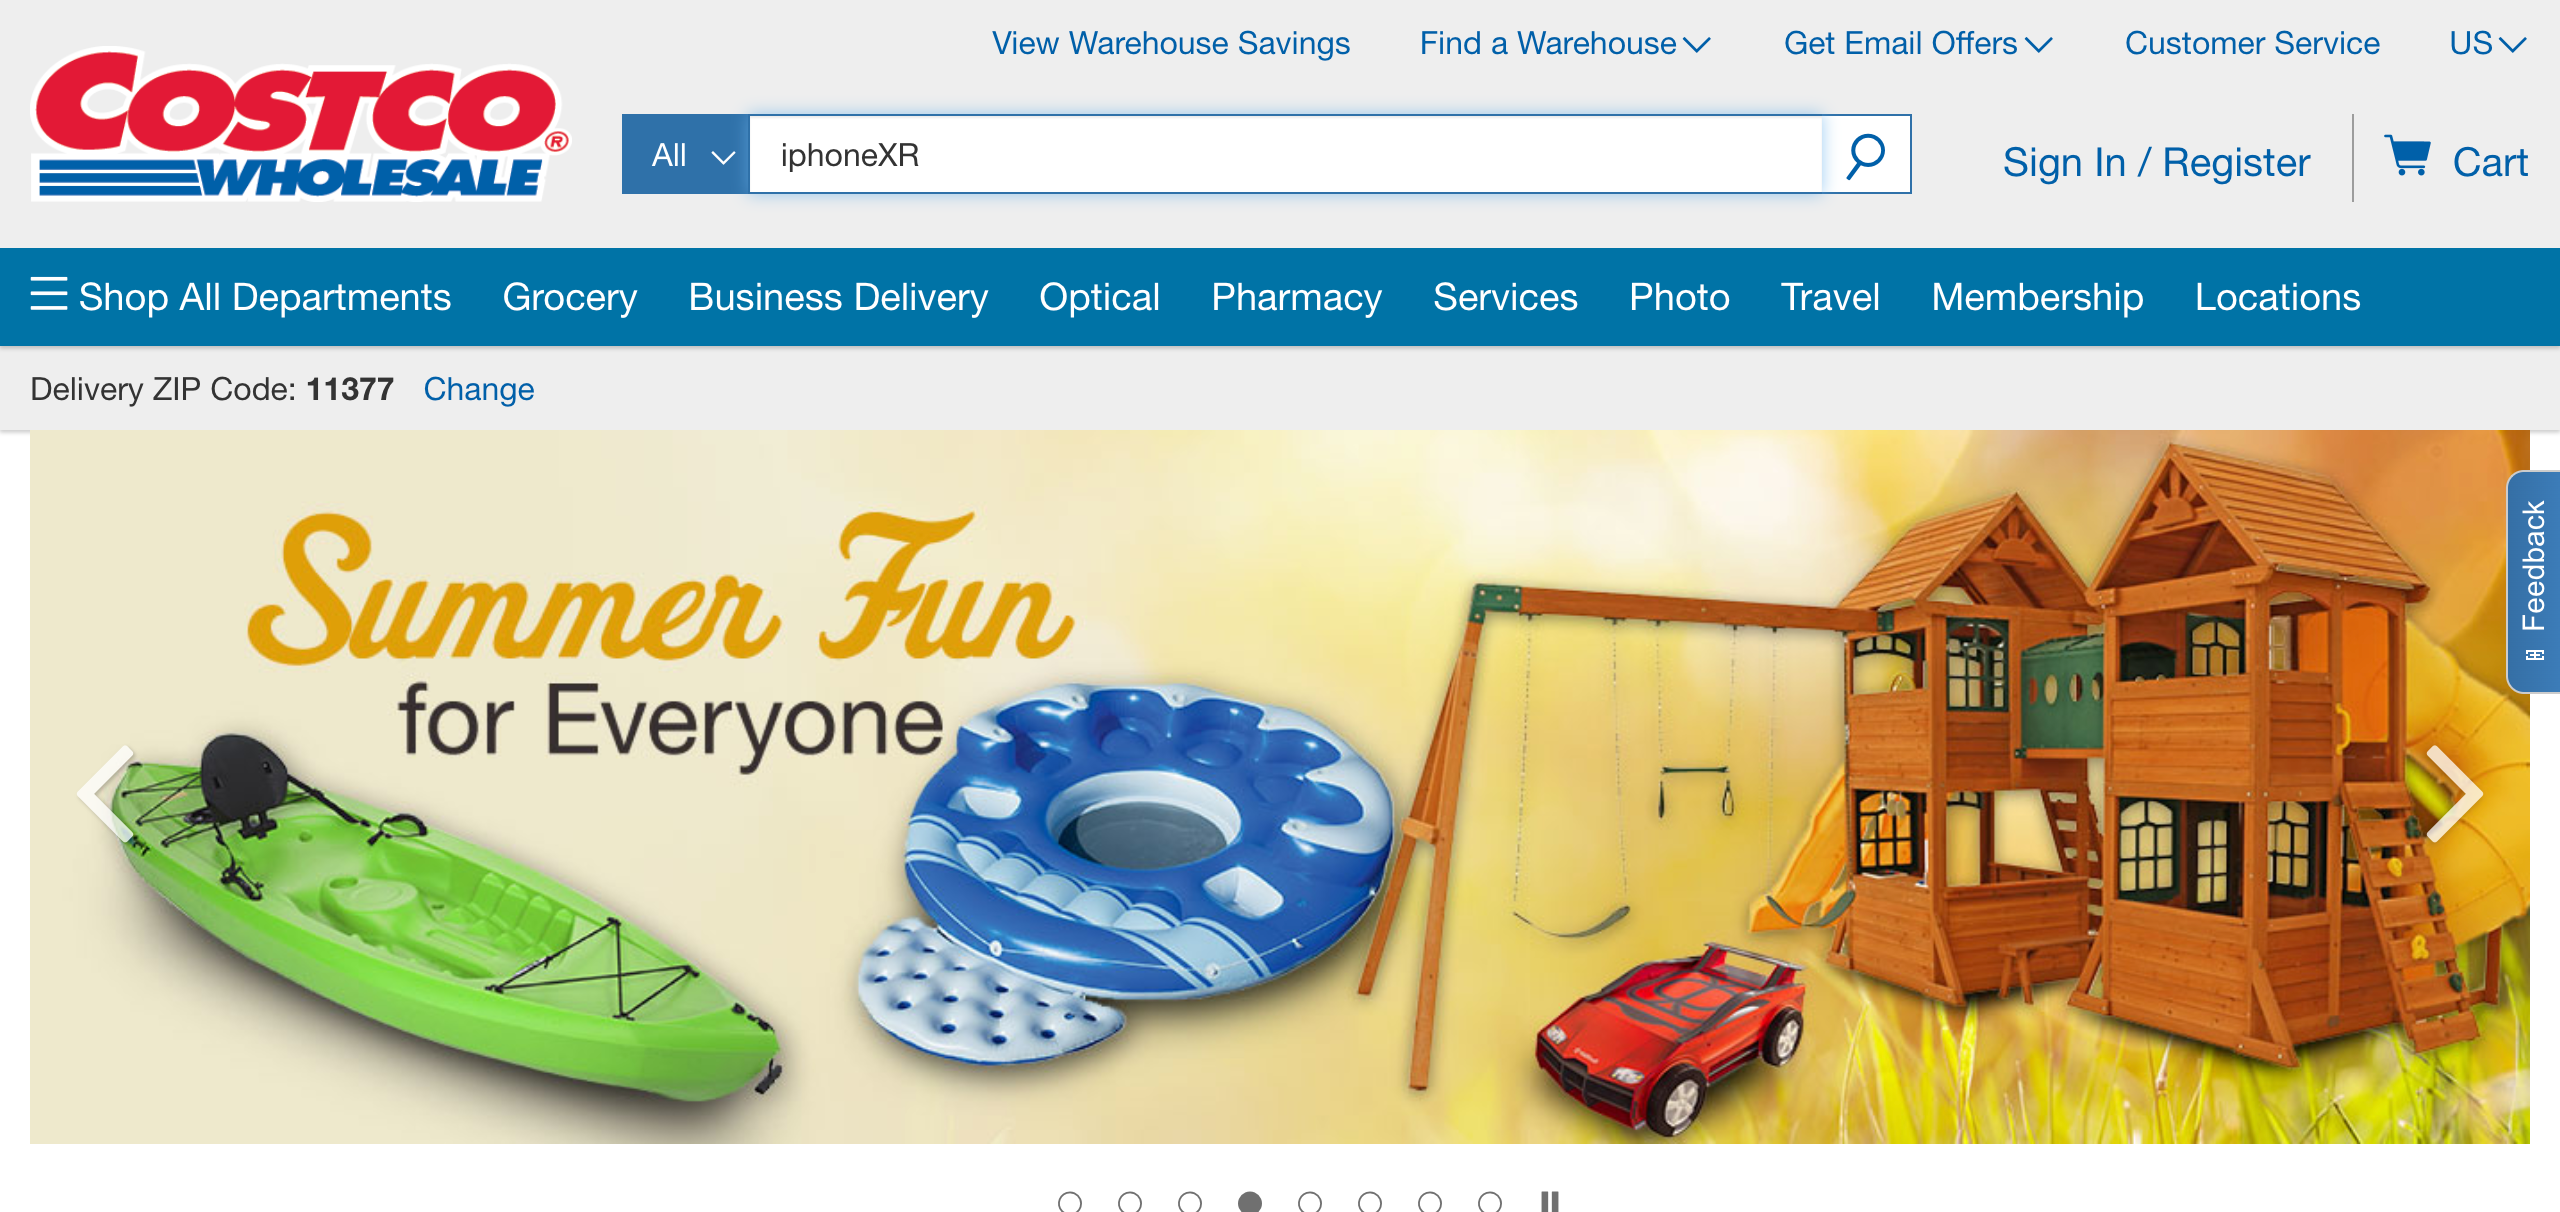 View Warehouse Savings Find a Warehouse Get Email Offers Customer Service US
COSTCO®
WHOLESALE
All iphoneXR Sign In / Register Cart
Shop All Departments Grocery Business Delivery Optical Pharmacy Services Photo Travel Membership Locations
Delivery ZIP Code: 11377 Change
Summer Fun
for Everyone
Feedback